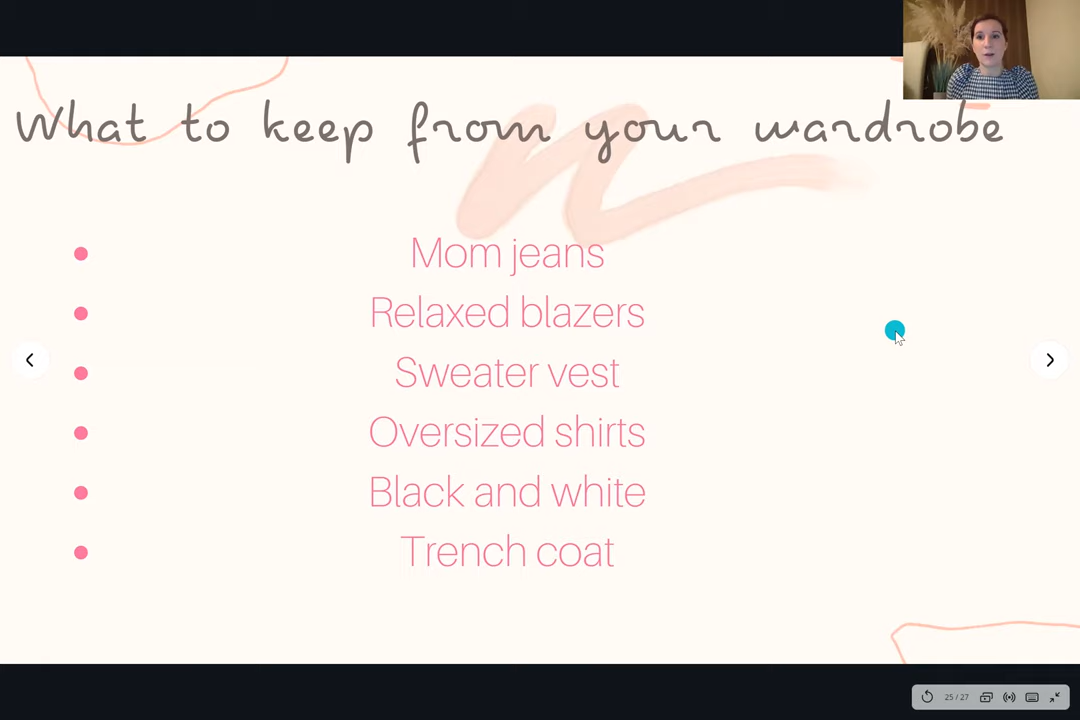 What to keep from your wardrobe
Mom jeans
Relaxed blazers
Sweater vest
Oversized shirts
Black and white
Trench coat
25 / 27